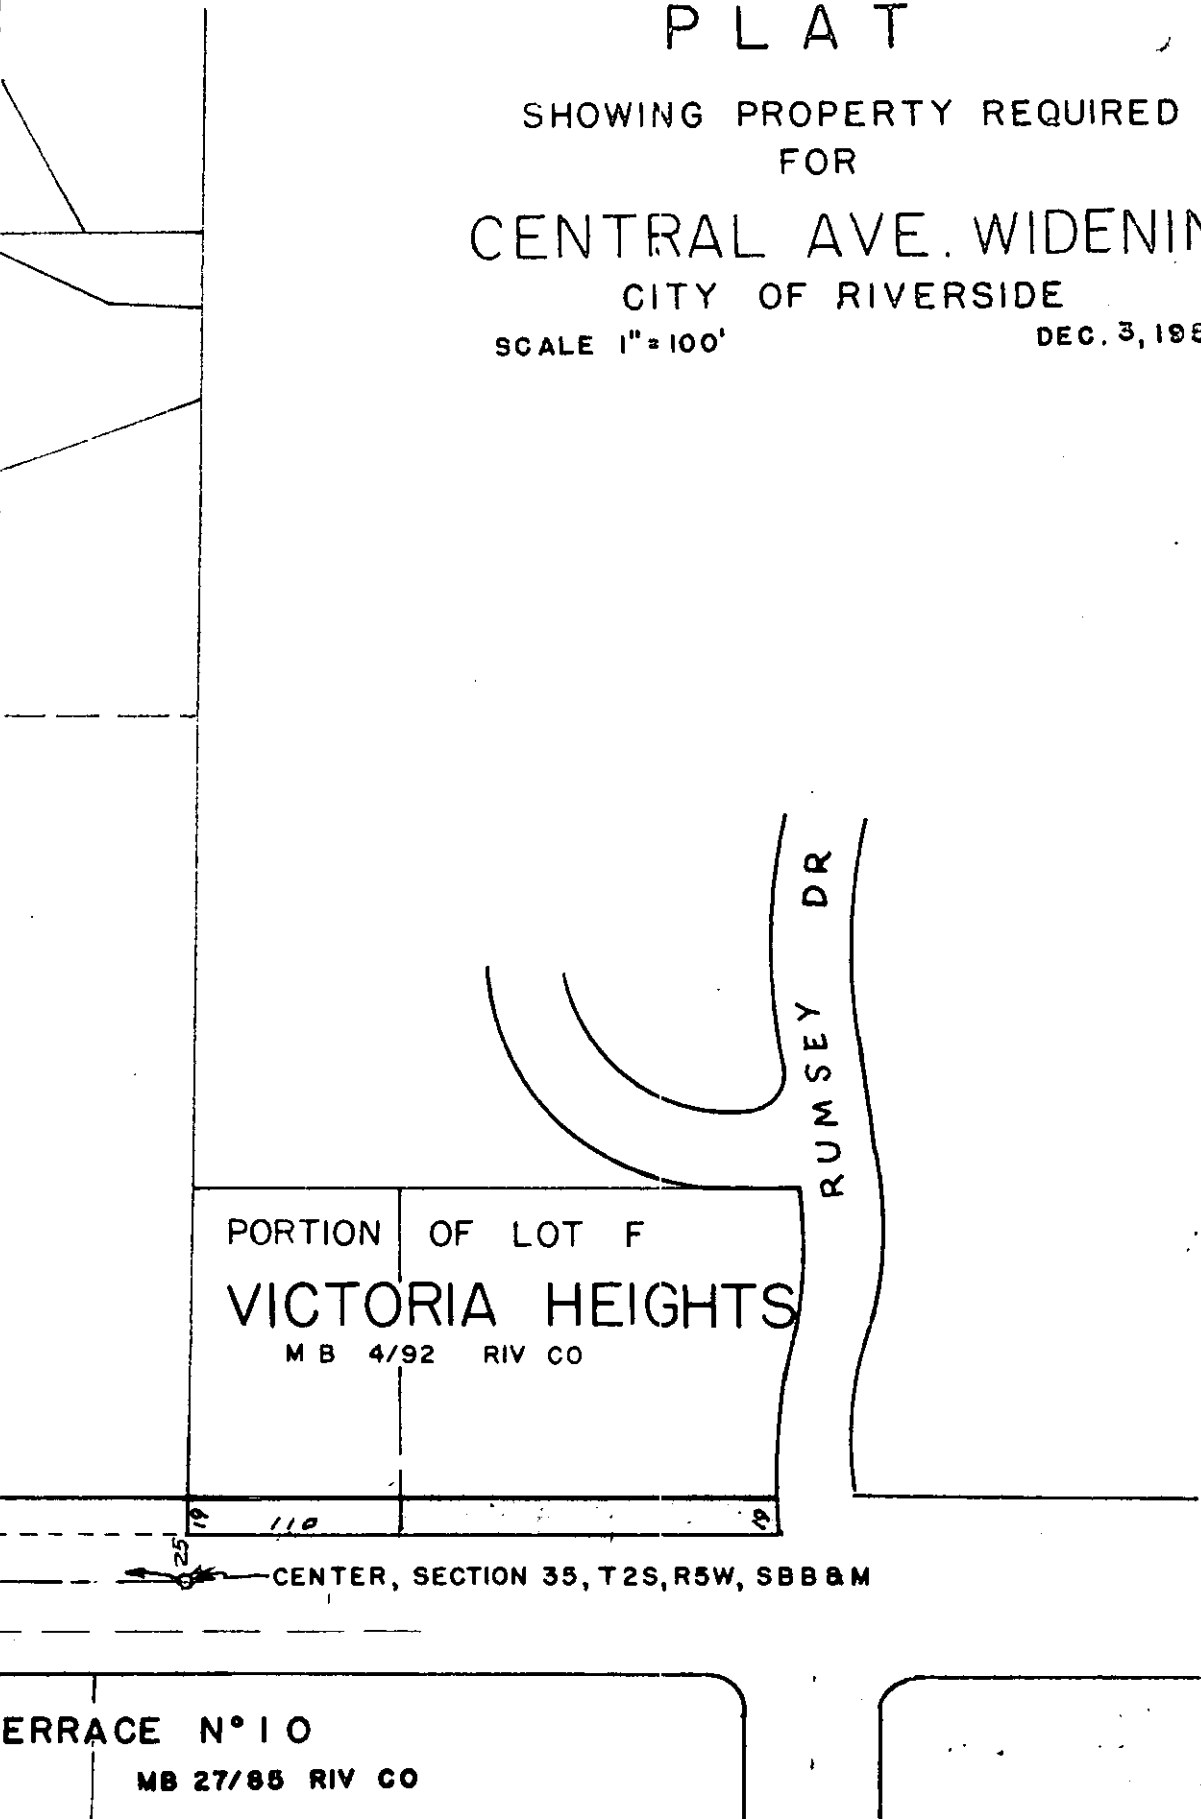 PLAT
SHOWING PROPERTY REQUIRED
FOR
CENTRAL AVE. WIDENIN
CITY OF RIVERSIDE
SCALE 1"=100'
DEC. 3, 195
RUMSEY DR
PORTION OF LOT F
VICTORIA HEIGHTS
M B 4/92 RIV CO
19
110
19
25
CENTER, SECTION 35, T2S, R5W, SBB&M
ERRACE Nº 10
MB 27/85 RIV CO